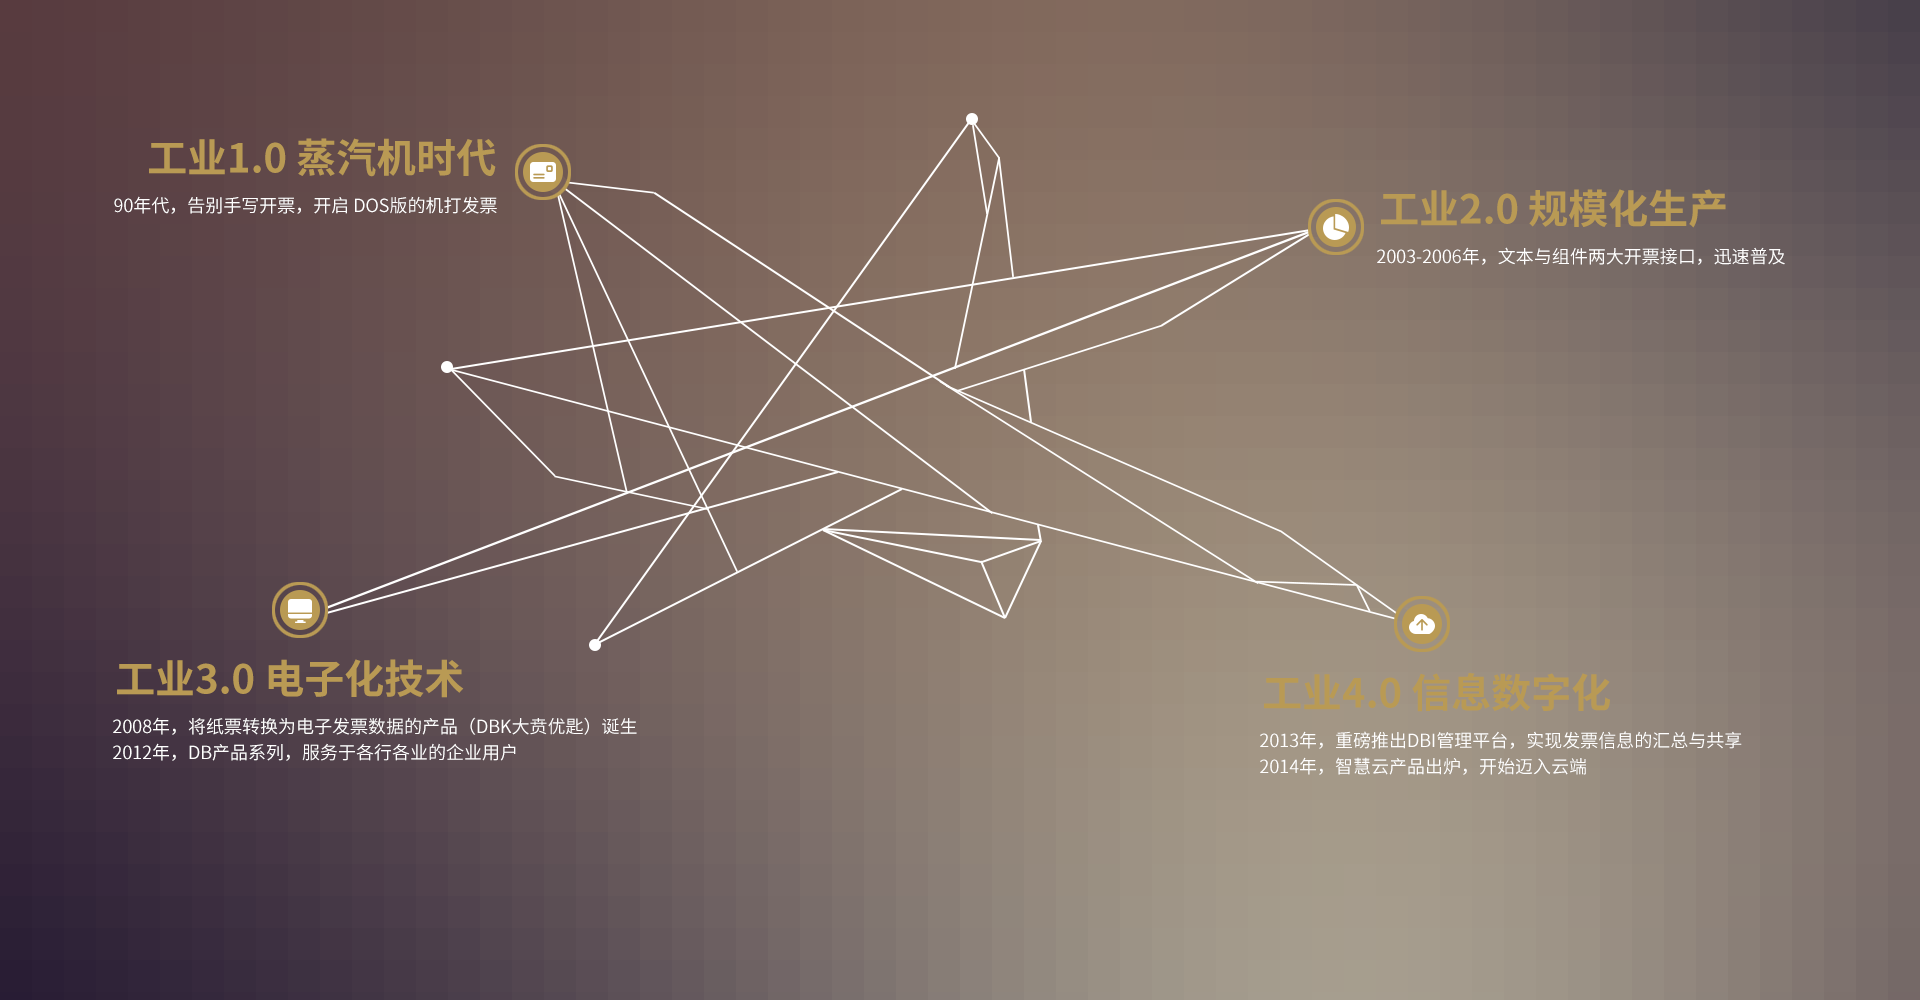 工业1.0 蒸汽机时代
90年代，告别手写开票，开启 DOS版的机打发票
工业2.0 规模化生产
2003-2006年，文本与组件两大开票接口，迅速普及
工业3.0 电子化技术
2008年，将纸票转换为电子发票数据的产品（DBK大贲优匙）诞生
2012年，DB产品系列，服务于各行各业的企业用户
工业4.0 信息数字化
2013年，重磅推出DBI管理平台，实现发票信息的汇总与共享
2014年，智慧云产品出炉，开始迈入云端